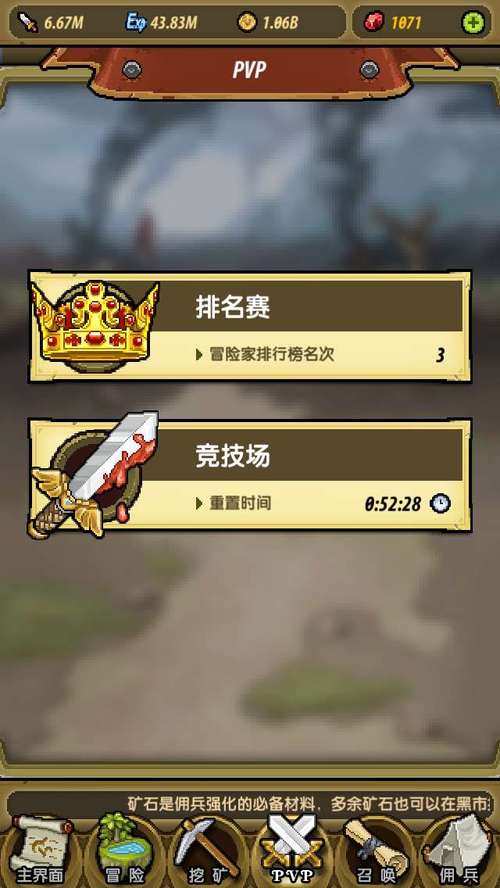 6.67M
Exp 43.83M
1.06B
1071
PVP
排名赛
冒险家排行榜名次 3
竞技场
重置时间 0:52:28
矿石是佣兵强化的必备材料，多余矿石也可以在黑市
主界面
冒险
挖矿
PVP
召唤
佣兵